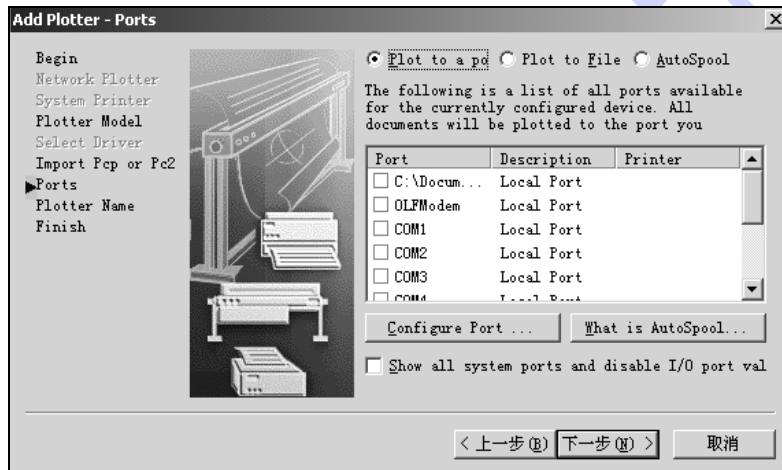 Add Plotter - Ports
Begin
Network Plotter
System Printer
Plotter Model
Select Driver
Import Pcp or Pc2
Ports
Plotter Name
Finish
Plot to a po Plot to File AutoSpool
The following is a list of all ports available
for the currently configured device. All
documents will be plotted to the port you
Port Description Printer
C:\Docum... Local Port
OLFModem Local Port
COM1 Local Port
COM2 Local Port
COM3 Local Port
COM4 Local Port
Configure Port ... What is AutoSpool...
Show all system ports and disable I/O port val
< 上一步(B) 下一步(N) > 取消